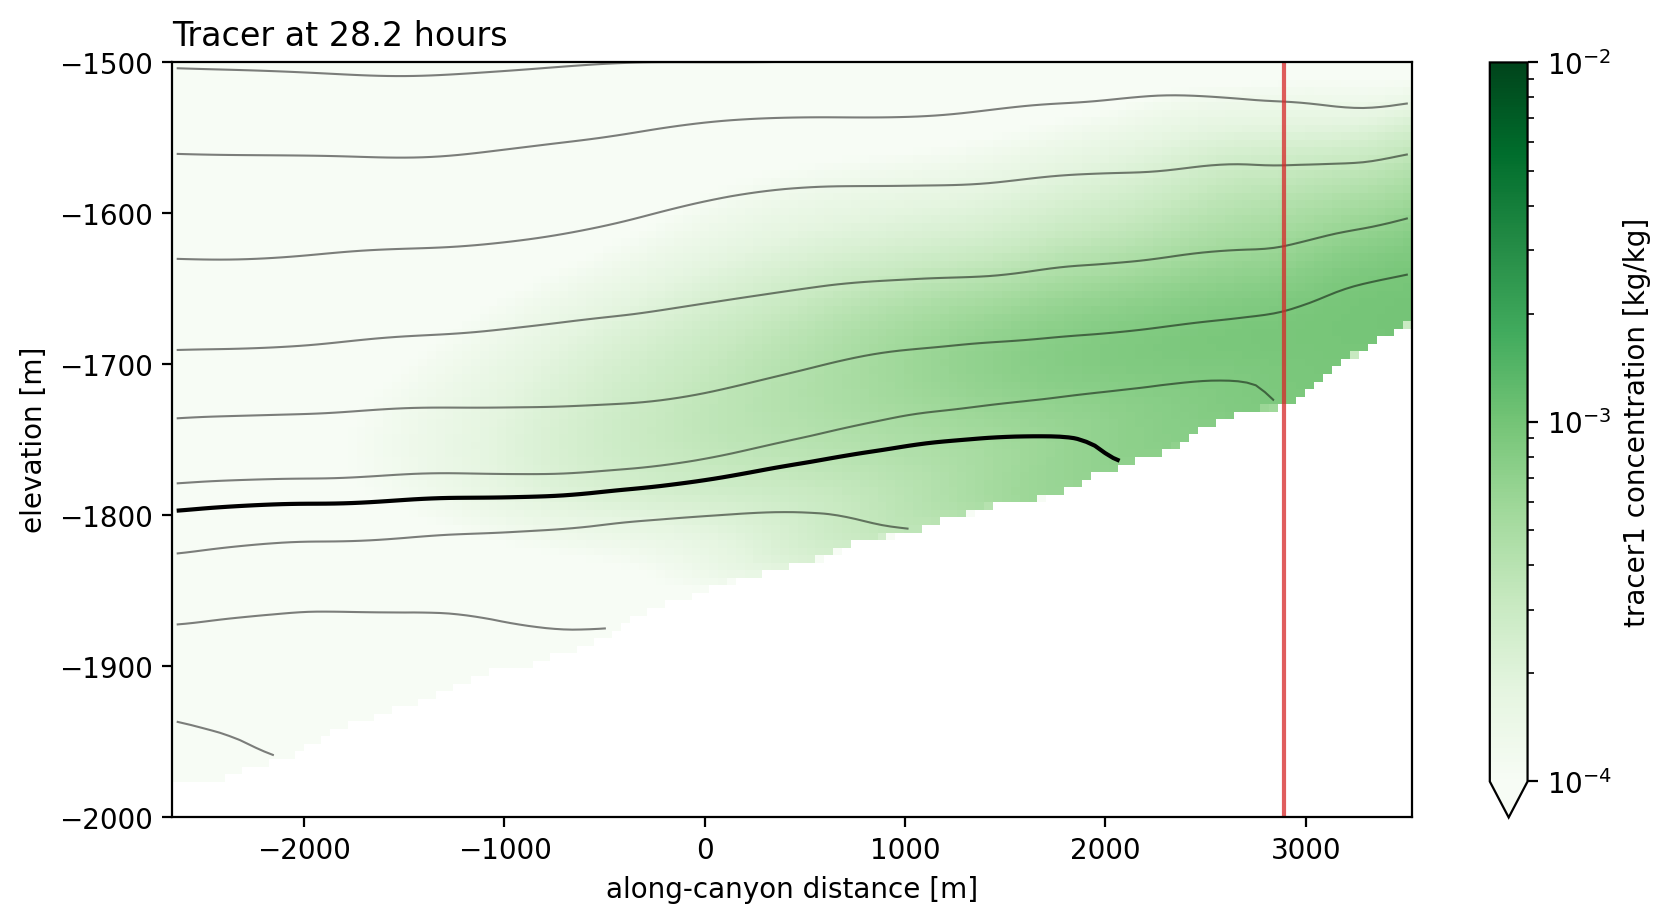 Tracer at 28.2 hours
−1500
−1600
−1700
−1800
−1900
−2000
elevation [m]
−2000 −1000 0 1000 2000 3000
along-canyon distance [m]
10⁻²
10⁻³
10⁻⁴
tracer1 concentration [kg/kg]